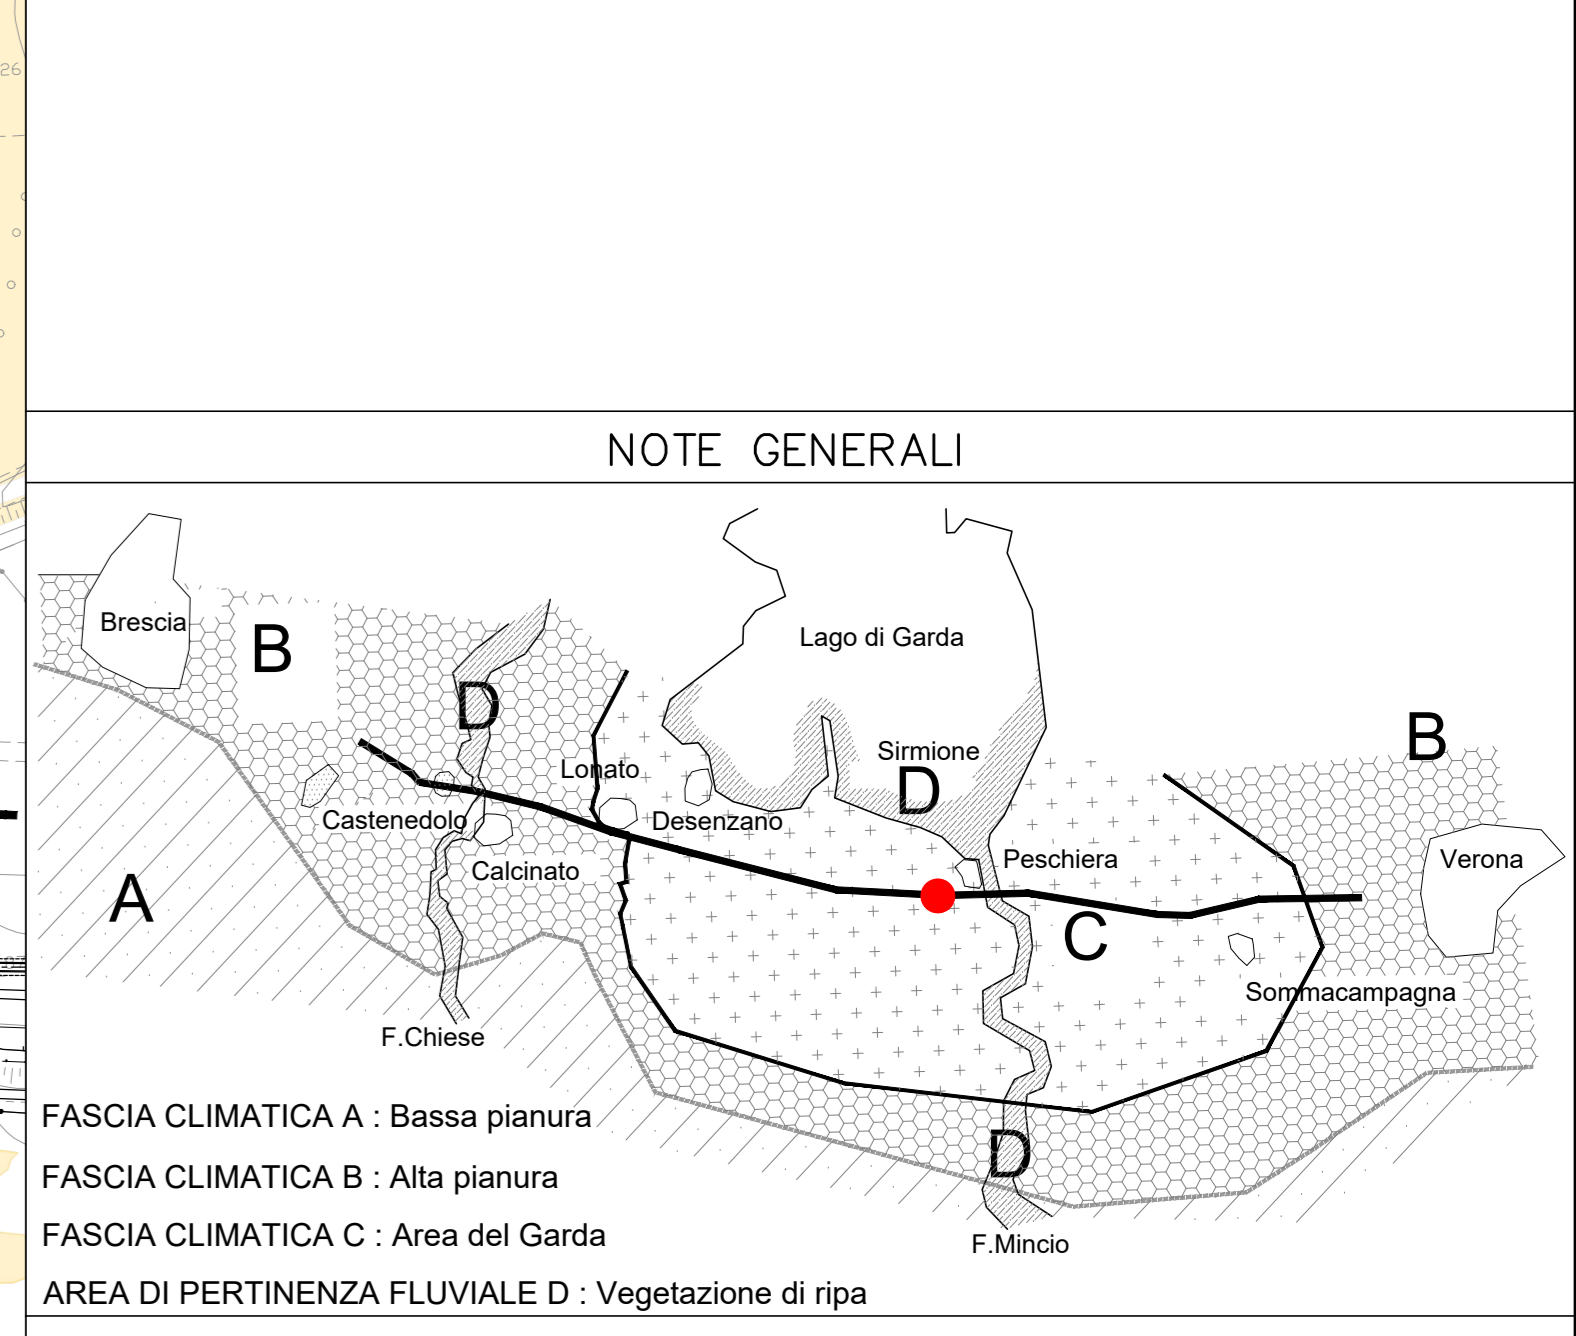 26
NOTE GENERALI
Brescia
B
Lago di Garda
D
Sirmione
B
Lonato
D
Castenedolo
Desenzano
Calcinato
Peschiera
Verona
A
C
Sommacampagna
F.Chiese
FASCIA CLIMATICA A : Bassa pianura
D
FASCIA CLIMATICA B : Alta pianura
FASCIA CLIMATICA C : Area del Garda
F.Mincio
AREA DI PERTINENZA FLUVIALE D : Vegetazione di ripa